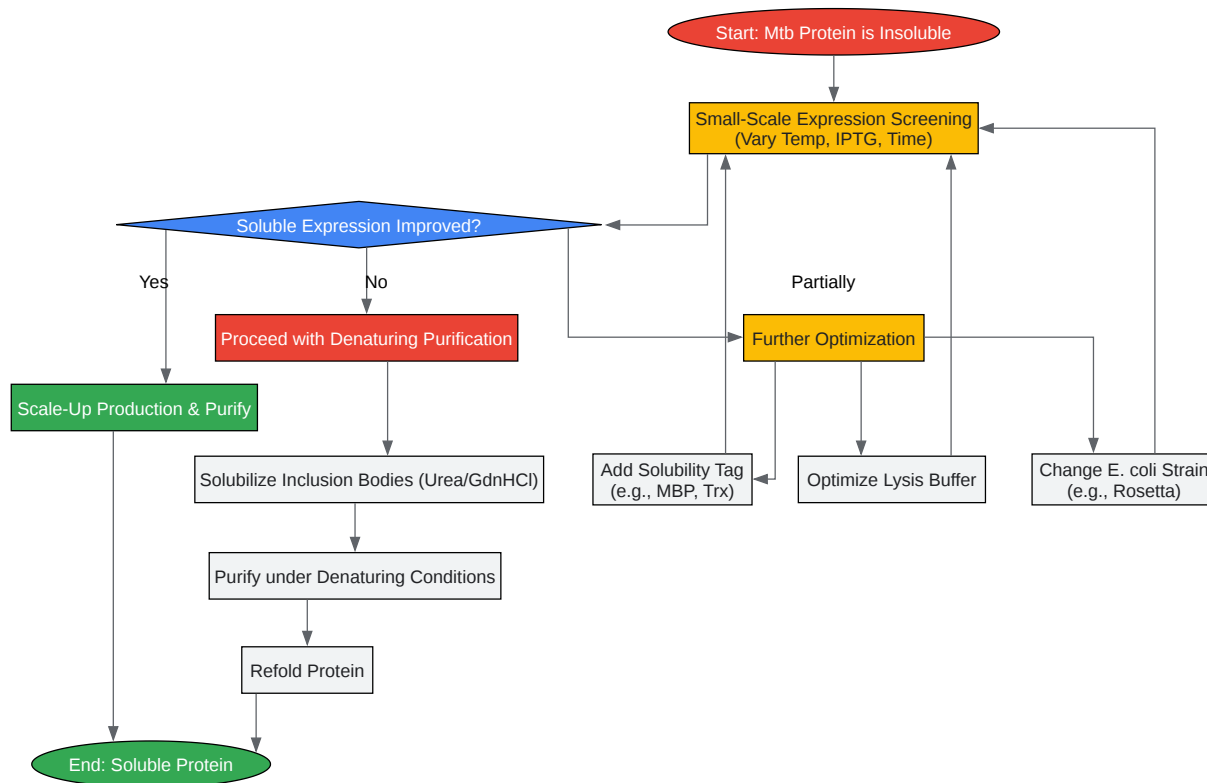 Start: Mtb Protein is Insoluble
Small-Scale Expression Screening
(Vary Temp, IPTG, Time)
Soluble Expression Improved?
Yes
No
Partially
Proceed with Denaturing Purification
Further Optimization
Scale-Up Production & Purify
Solubilize Inclusion Bodies (Urea/GdnHCl)
Add Solubility Tag
(e.g., MBP, Trx)
Optimize Lysis Buffer
Change E. coli Strain
(e.g., Rosetta)
Purify under Denaturing Conditions
Refold Protein
End: Soluble Protein